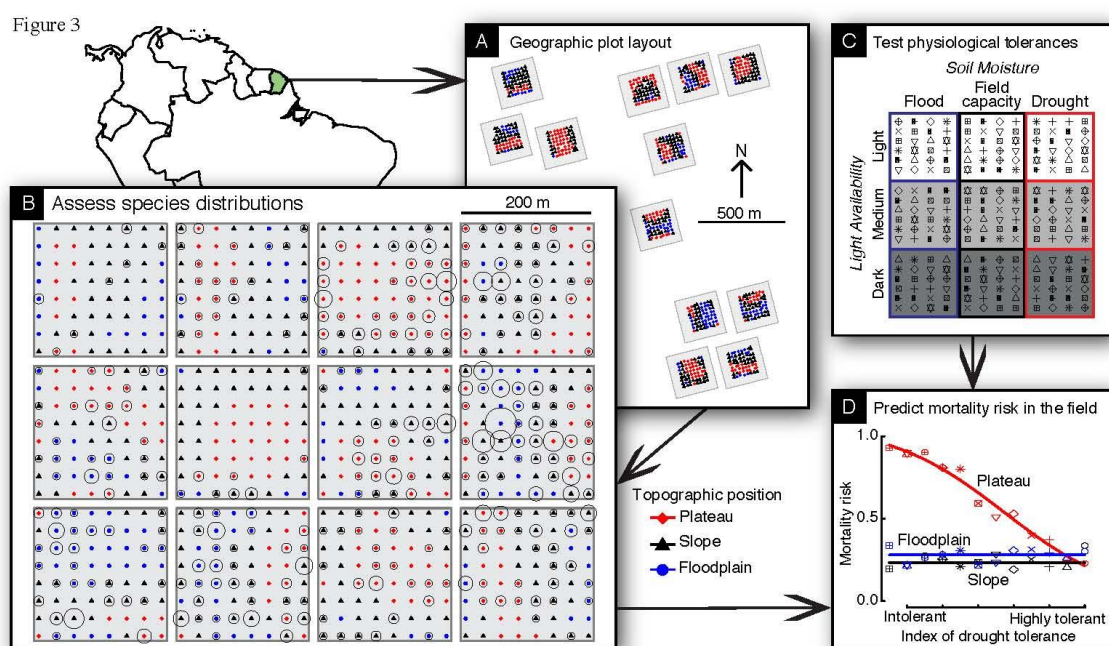 Figure 3
A Geographic plot layout
N
500 m
B Assess species distributions
200 m
Topographic position
Plateau
Slope
Floodplain
C Test physiological tolerances
Soil Moisture
Flood
Field
capacity
Drought
Light Availability
Light
Medium
Dark
D Predict mortality risk in the field
Mortality risk
1.0
0.5
0.0
Plateau
Floodplain
Slope
Intolerant
Highly tolerant
Index of drought tolerance